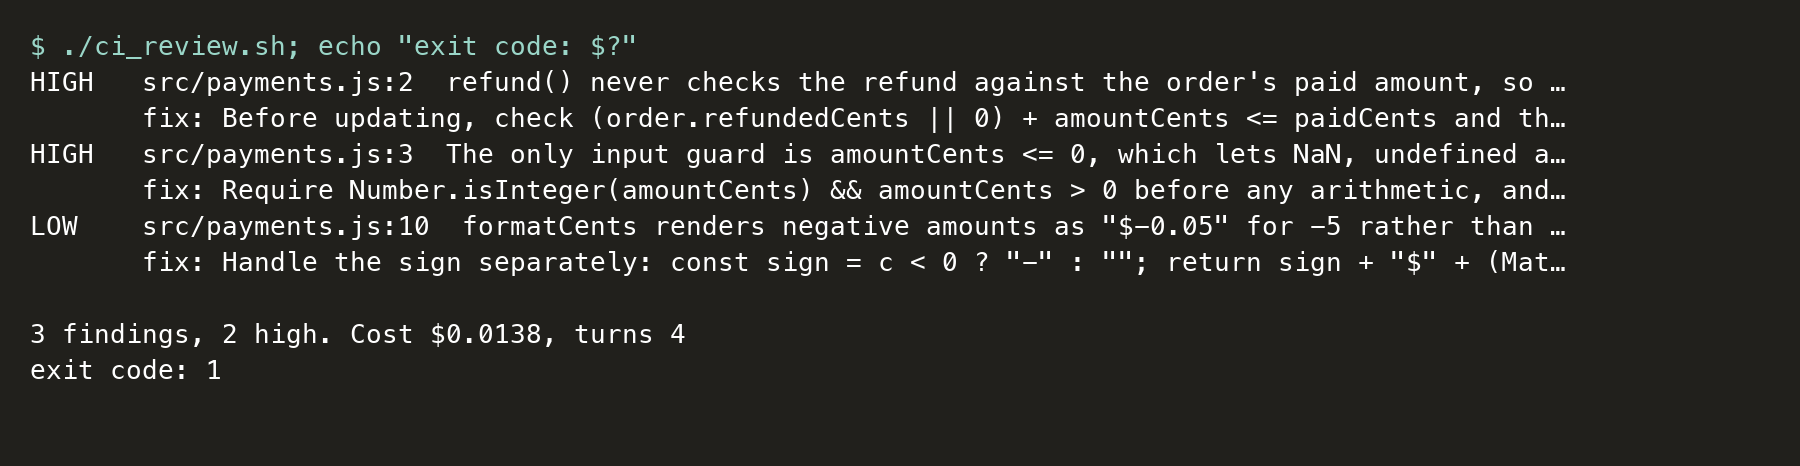 $ ./ci_review.sh; echo "exit code: $?"
HIGH   src/payments.js:2  refund() never checks the refund against the order's paid amount, so …
       fix: Before updating, check (order.refundedCents || 0) + amountCents <= paidCents and th…
HIGH   src/payments.js:3  The only input guard is amountCents <= 0, which lets NaN, undefined a…
       fix: Require Number.isInteger(amountCents) && amountCents > 0 before any arithmetic, and…
LOW    src/payments.js:10  formatCents renders negative amounts as "$-0.05" for -5 rather than …
       fix: Handle the sign separately: const sign = c < 0 ? "-" : ""; return sign + "$" + (Mat…
3 findings, 2 high. Cost $0.0138, turns 4
exit code: 1